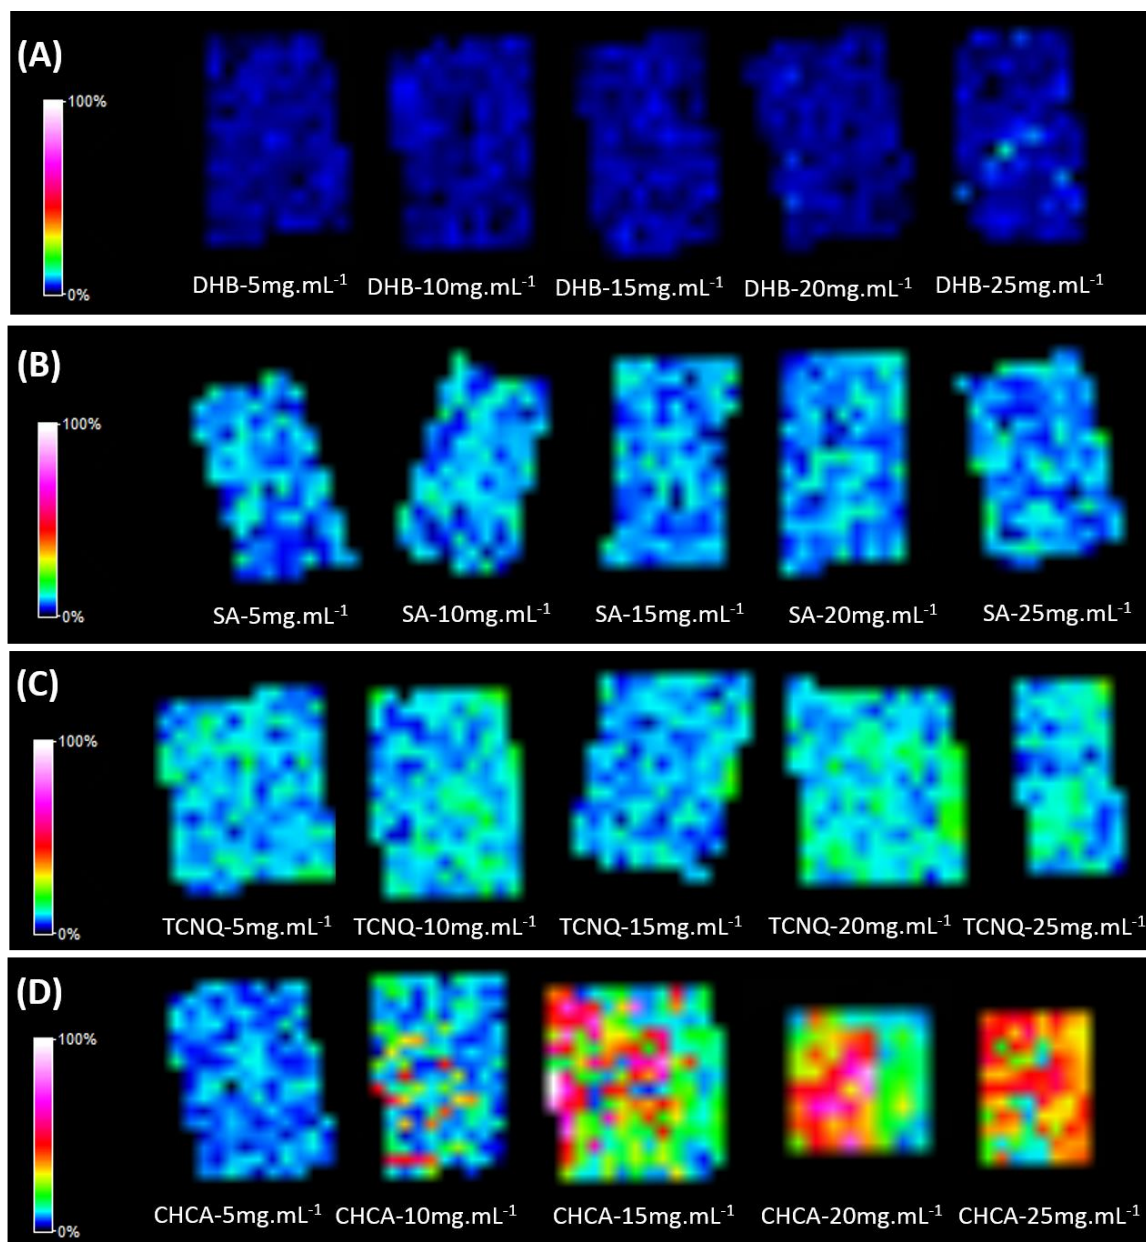 (A)
100%
0%
DHB-5mg.mL⁻¹ DHB-10mg.mL⁻¹ DHB-15mg.mL⁻¹ DHB-20mg.mL⁻¹ DHB-25mg.mL⁻¹
(B)
100%
0%
SA-5mg.mL⁻¹ SA-10mg.mL⁻¹ SA-15mg.mL⁻¹ SA-20mg.mL⁻¹ SA-25mg.mL⁻¹
(C)
100%
0%
TCNQ-5mg.mL⁻¹ TCNQ-10mg.mL⁻¹ TCNQ-15mg.mL⁻¹ TCNQ-20mg.mL⁻¹ TCNQ-25mg.mL⁻¹
(D)
100%
0%
CHCA-5mg.mL⁻¹ CHCA-10mg.mL⁻¹ CHCA-15mg.mL⁻¹ CHCA-20mg.mL⁻¹ CHCA-25mg.mL⁻¹